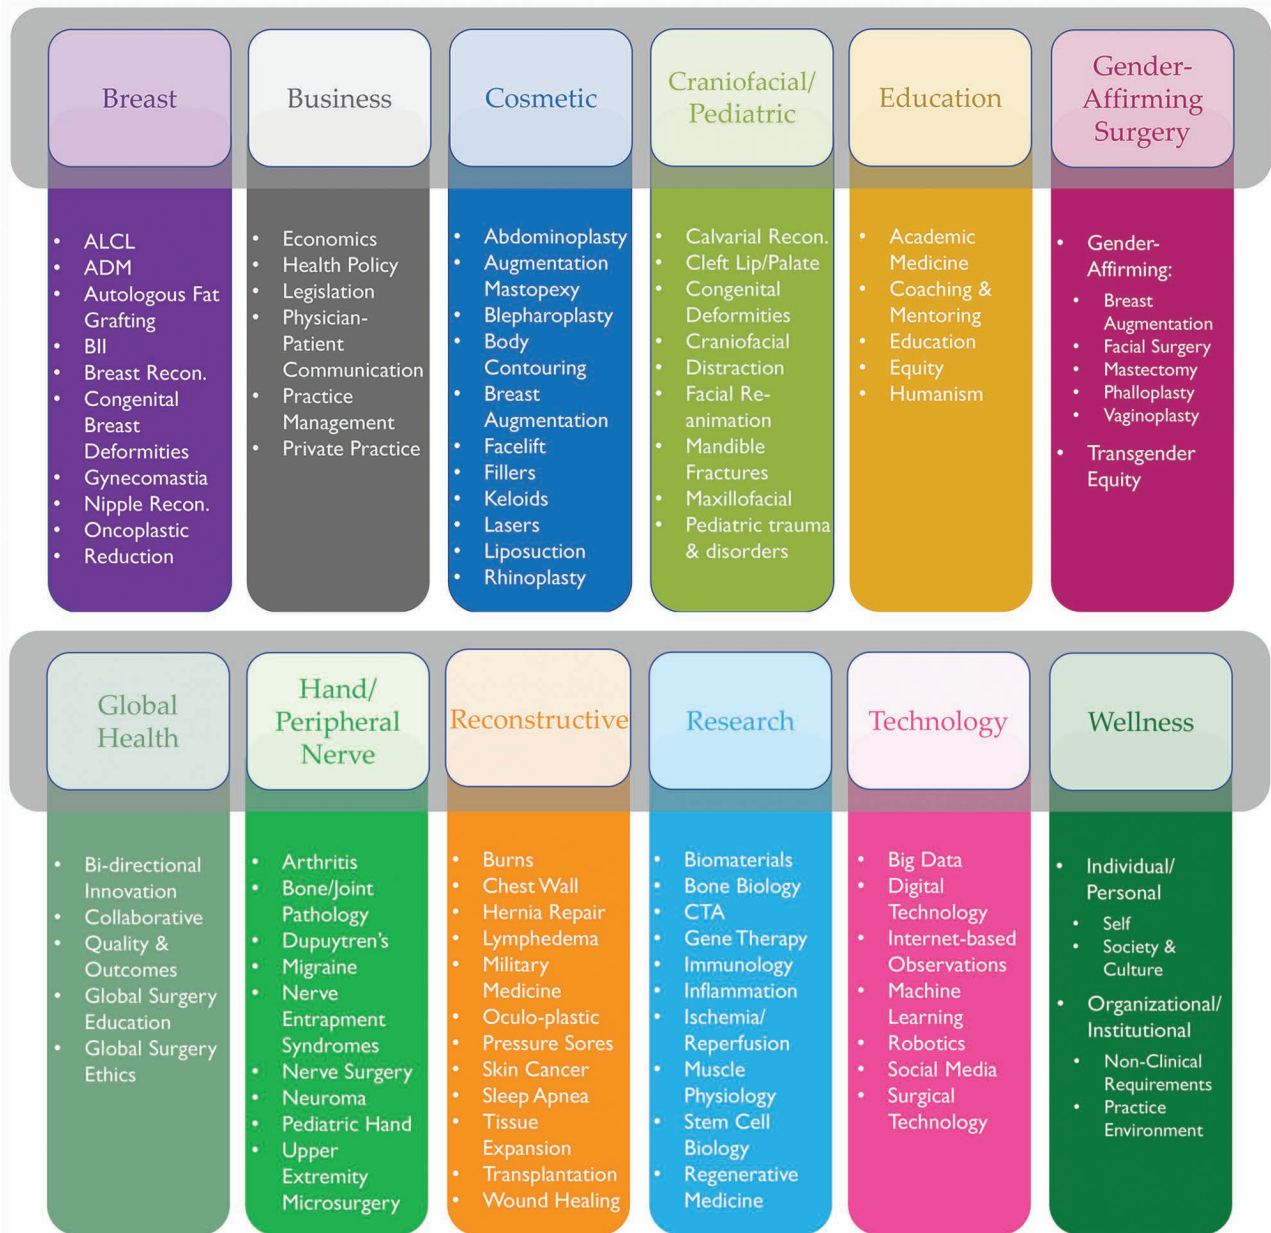 Breast
• ALCL
• ADM
• Autologous Fat
Grafting
• BII
• Breast Recon.
• Congenital
Breast
Deformities
• Gynecomastia
• Nipple Recon.
• Oncoplastic
• Reduction
Business
• Economics
• Health Policy
• Legislation
• Physician-
Patient
Communication
• Practice
Management
• Private Practice
Cosmetic
• Abdominoplasty
• Augmentation
Mastopexy
• Blepharoplasty
• Body
Contouring
• Breast
Augmentation
• Facelift
• Fillers
• Keloids
• Lasers
• Liposuction
• Rhinoplasty
Craniofacial/
Pediatric
• Calvarial Recon.
• Cleft Lip/Palate
• Congenital
Deformities
• Craniofacial
• Distraction
• Facial Re-
animation
• Mandible
Fractures
• Maxillofacial
• Pediatric trauma
& disorders
Education
• Academic
Medicine
• Coaching &
Mentoring
• Education
• Equity
• Humanism
Gender-
Affirming
Surgery
• Gender-
Affirming:
• Breast
Augmentation
• Facial Surgery
• Mastectomy
• Phalloplasty
• Vaginoplasty
• Transgender
Equity
Global
Health
• Bi-directional
Innovation
• Collaborative
• Quality &
Outcomes
• Global Surgery
Education
• Global Surgery
Ethics
Hand/
Peripheral
Nerve
• Arthritis
• Bone/Joint
Pathology
• Dupuytren's
• Migraine
• Nerve
Entrapment
Syndromes
• Nerve Surgery
• Neuroma
• Pediatric Hand
• Upper
Extremity
Microsurgery
Reconstructive
• Burns
• Chest Wall
• Hernia Repair
• Lymphedema
• Military
Medicine
• Oculo-plastic
• Pressure Sores
• Skin Cancer
• Sleep Apnea
• Tissue
Expansion
• Transplantation
• Wound Healing
Research
• Biomaterials
• Bone Biology
• CTA
• Gene Therapy
• Immunology
• Inflammation
• Ischemia/
Reperfusion
• Muscle
Physiology
• Stem Cell
Biology
• Regenerative
Medicine
Technology
• Big Data
• Digital
Technology
• Internet-based
Observations
• Machine
Learning
• Robotics
• Social Media
• Surgical
Technology
Wellness
• Individual/
Personal
• Self
• Society &
Culture
• Organizational/
Institutional
• Non-Clinical
Requirements
• Practice
Environment